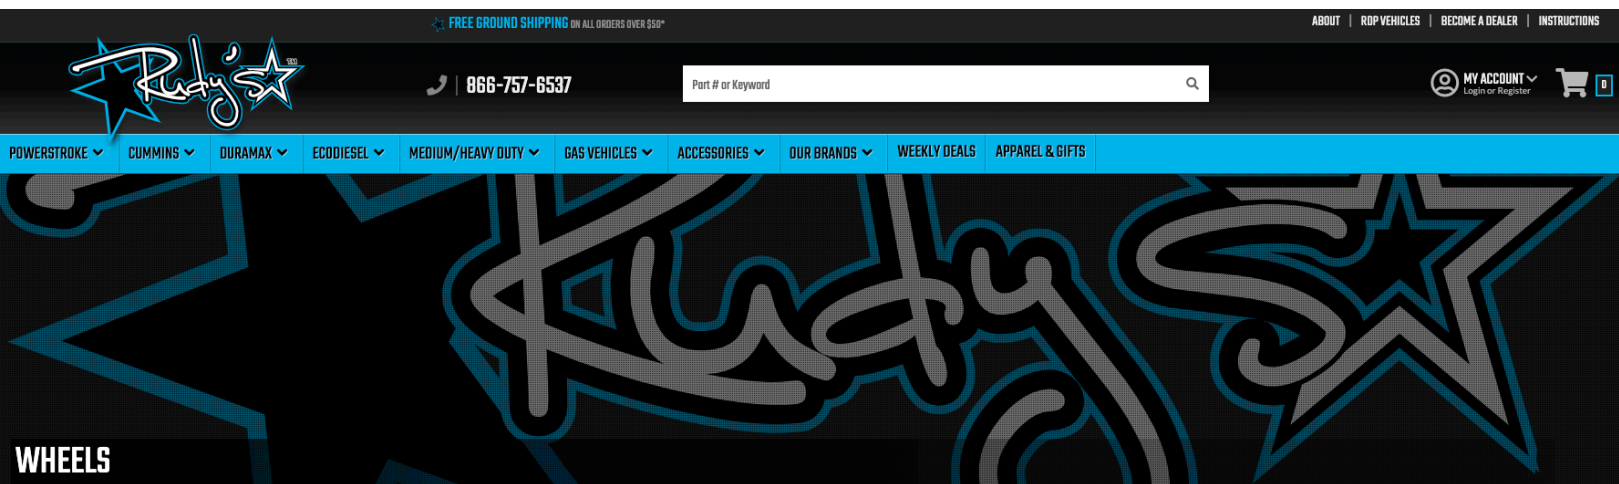 FREE GROUND SHIPPING ON ALL ORDERS OVER $50*
ABOUT | RDP VEHICLES | BECOME A DEALER | INSTRUCTIONS
Rudy's TM
866-757-6537
Part # or Keyword
MY ACCOUNT
Login or Register
0
POWERSTROKE CUMMINS DURAMAX ECODIESEL MEDIUM/HEAVY DUTY GAS VEHICLES ACCESSORIES OUR BRANDS WEEKLY DEALS APPAREL & GIFTS
Rudy's
WHEELS